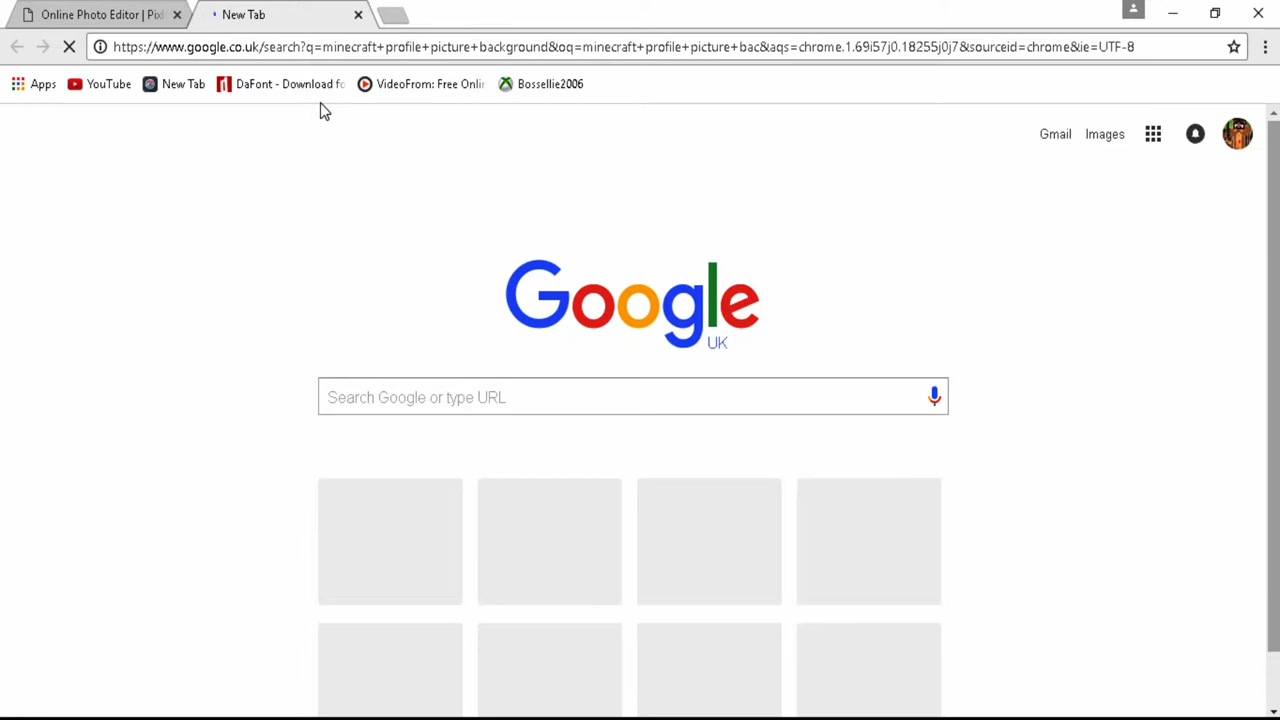 Online Photo Editor | Pixl
New Tab
https://www.google.co.uk/search?q=minecraft+profile+picture+background&oq=minecraft+profile+picture+bac&aqs=chrome.1.69i57j0.18255j0j7&sourceid=chrome&ie=UTF-8
Apps YouTube New Tab DaFont - Download fo VideoFrom: Free Onli Bossellie2006
Gmail Images
Google
UK
Search Google or type URL